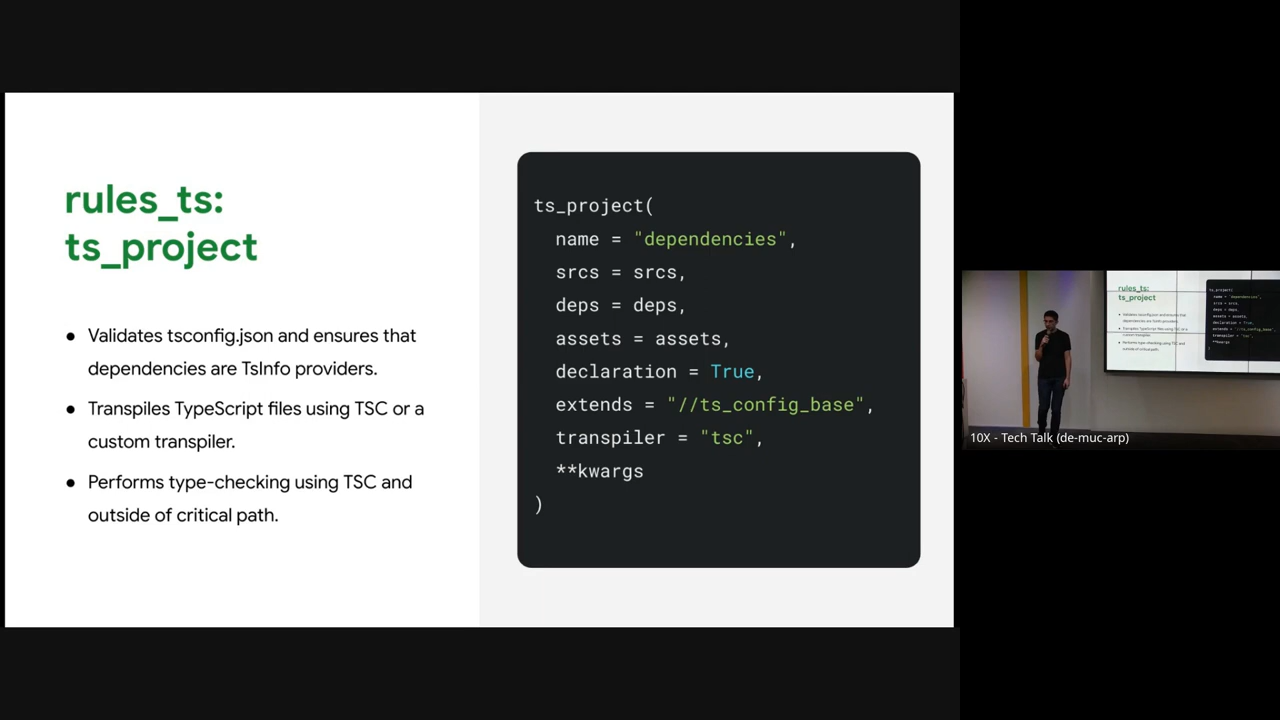 rules_ts:
ts_project
● Validates tsconfig.json and ensures that
dependencies are TsInfo providers.
● Transpiles TypeScript files using TSC or a
custom transpiler.
● Performs type-checking using TSC and
outside of critical path.
ts_project(
name = "dependencies",
srcs = srcs,
deps = deps,
assets = assets,
declaration = True,
extends = "//ts_config_base",
transpiler = "tsc",
**kwargs
)
rules_ts:
ts_project
10X - Tech Talk (de-muc-arp)